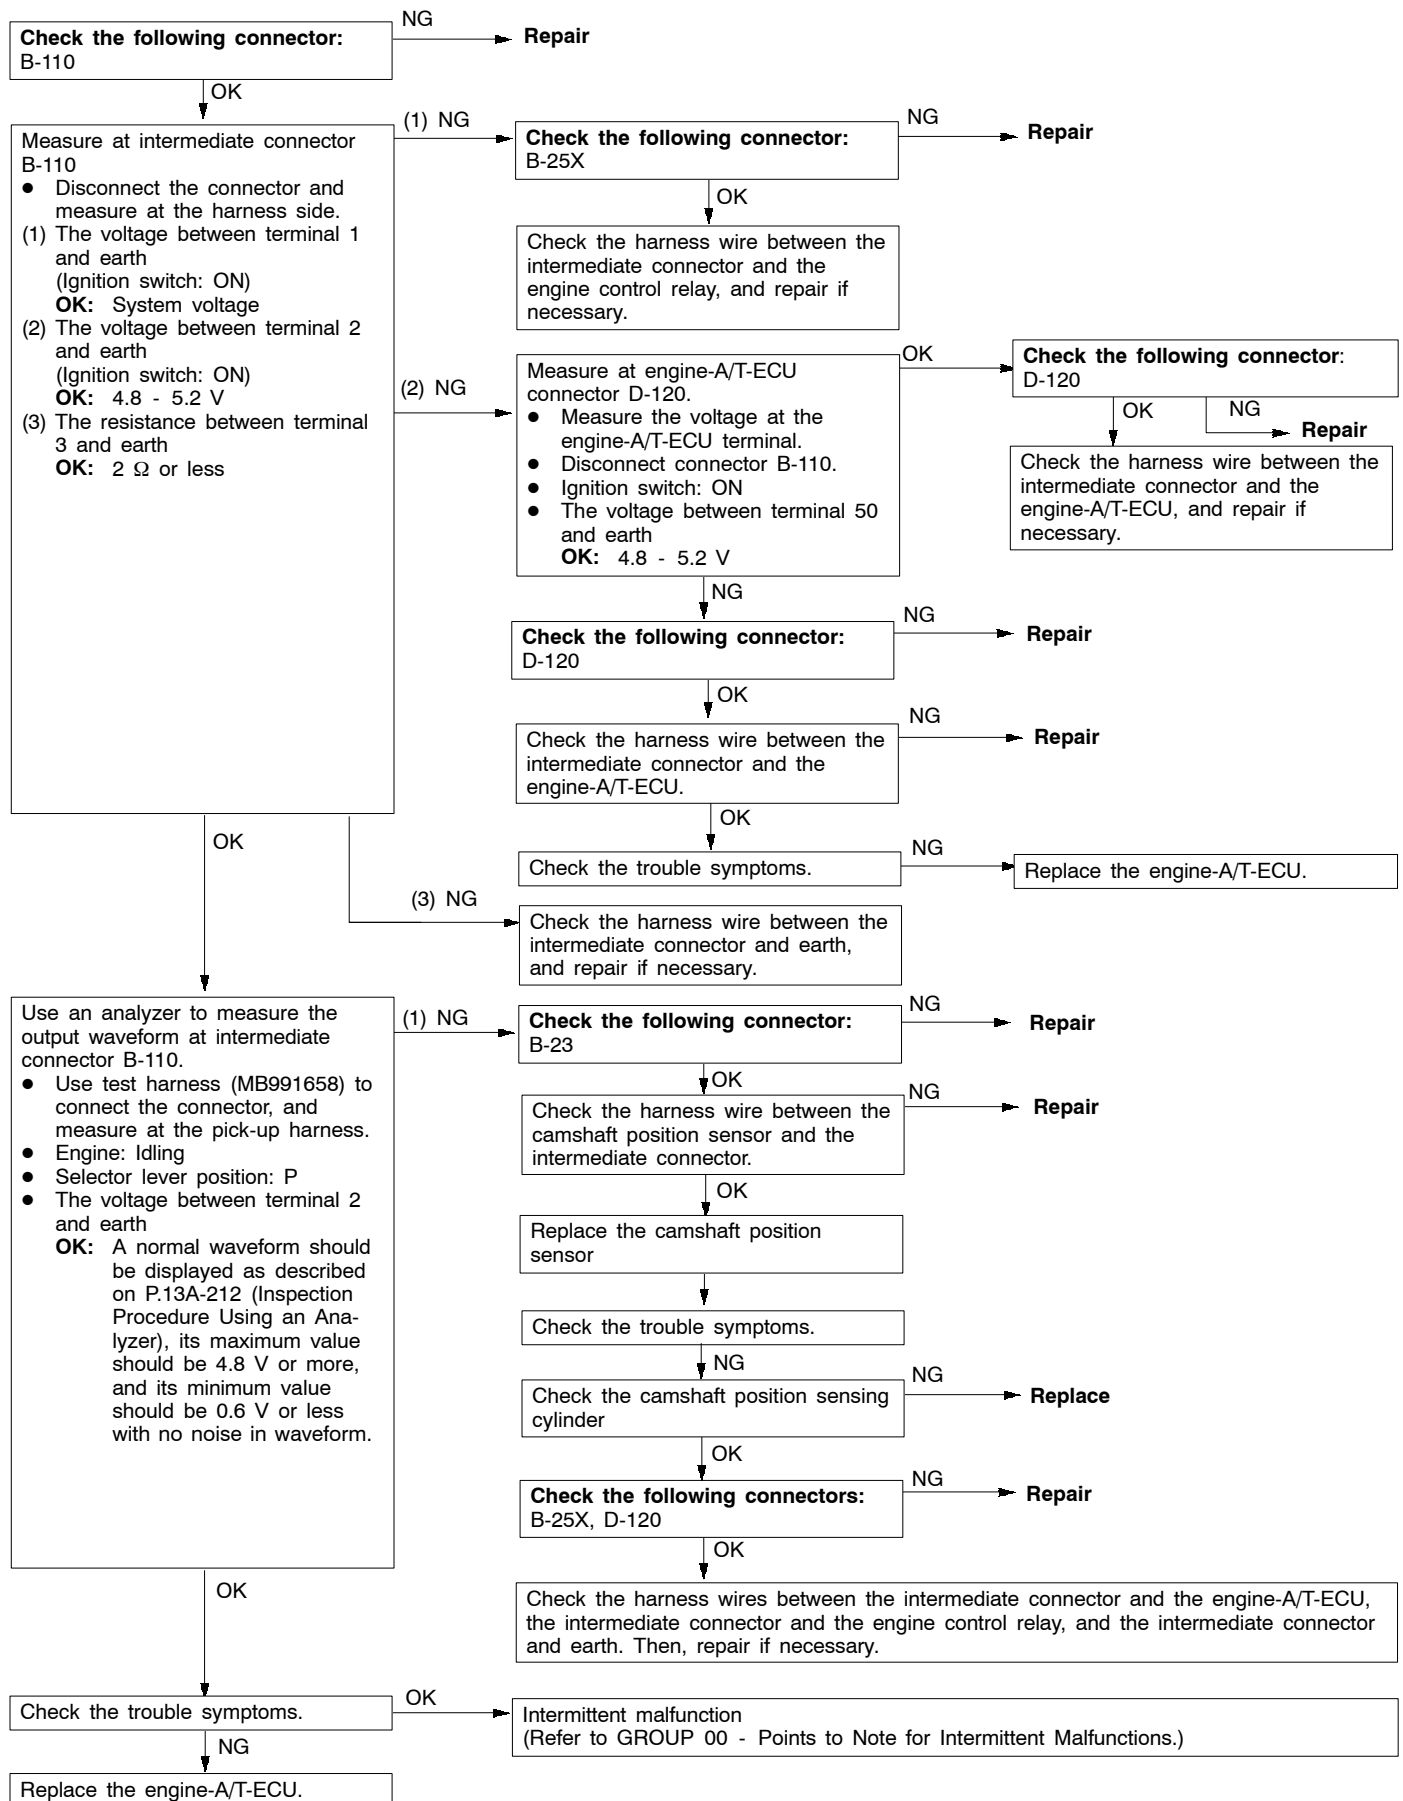 NG
Check the following connector:
B-110
Repair
OK
Measure at intermediate connector
B-110
● Disconnect the connector and
measure at the harness side.
(1) The voltage between terminal 1
and earth
(Ignition switch: ON)
OK: System voltage
(2) The voltage between terminal 2
and earth
(Ignition switch: ON)
OK: 4.8 - 5.2 V
(3) The resistance between terminal
3 and earth
OK: 2 Ω or less
(1) NG
Check the following connector:
B-25X
NG
Repair
OK
Check the harness wire between the
intermediate connector and the
engine control relay, and repair if
necessary.
(2) NG
Measure at engine-A/T-ECU
connector D-120.
● Measure the voltage at the
engine-A/T-ECU terminal.
● Disconnect connector B-110.
● Ignition switch: ON
● The voltage between terminal 50
and earth
OK: 4.8 - 5.2 V
OK
Check the following connector:
D-120
OK
NG
Repair
Check the harness wire between the
intermediate connector and the
engine-A/T-ECU, and repair if
necessary.
NG
Check the following connector:
D-120
NG
Repair
OK
Check the harness wire between the
intermediate connector and the
engine-A/T-ECU.
NG
Repair
OK
Check the trouble symptoms.
NG
Replace the engine-A/T-ECU.
OK
(3) NG
Check the harness wire between the
intermediate connector and earth,
and repair if necessary.
Use an analyzer to measure the
output waveform at intermediate
connector B-110.
● Use test harness (MB991658) to
connect the connector, and
measure at the pick-up harness.
● Engine: Idling
● Selector lever position: P
● The voltage between terminal 2
and earth
OK: A normal waveform should
be displayed as described
on P.13A-212 (Inspection
Procedure Using an Ana-
lyzer), its maximum value
should be 4.8 V or more,
and its minimum value
should be 0.6 V or less
with no noise in waveform.
(1) NG
Check the following connector:
B-23
NG
Repair
OK
Check the harness wire between the
camshaft position sensor and the
intermediate connector.
NG
Repair
OK
Replace the camshaft position
sensor
Check the trouble symptoms.
NG
Check the camshaft position sensing
cylinder
NG
Replace
OK
Check the following connectors:
B-25X, D-120
NG
Repair
OK
Check the harness wires between the intermediate connector and the engine-A/T-ECU,
the intermediate connector and the engine control relay, and the intermediate connector
and earth. Then, repair if necessary.
OK
Check the trouble symptoms.
OK
Intermittent malfunction
(Refer to GROUP 00 - Points to Note for Intermittent Malfunctions.)
NG
Replace the engine-A/T-ECU.